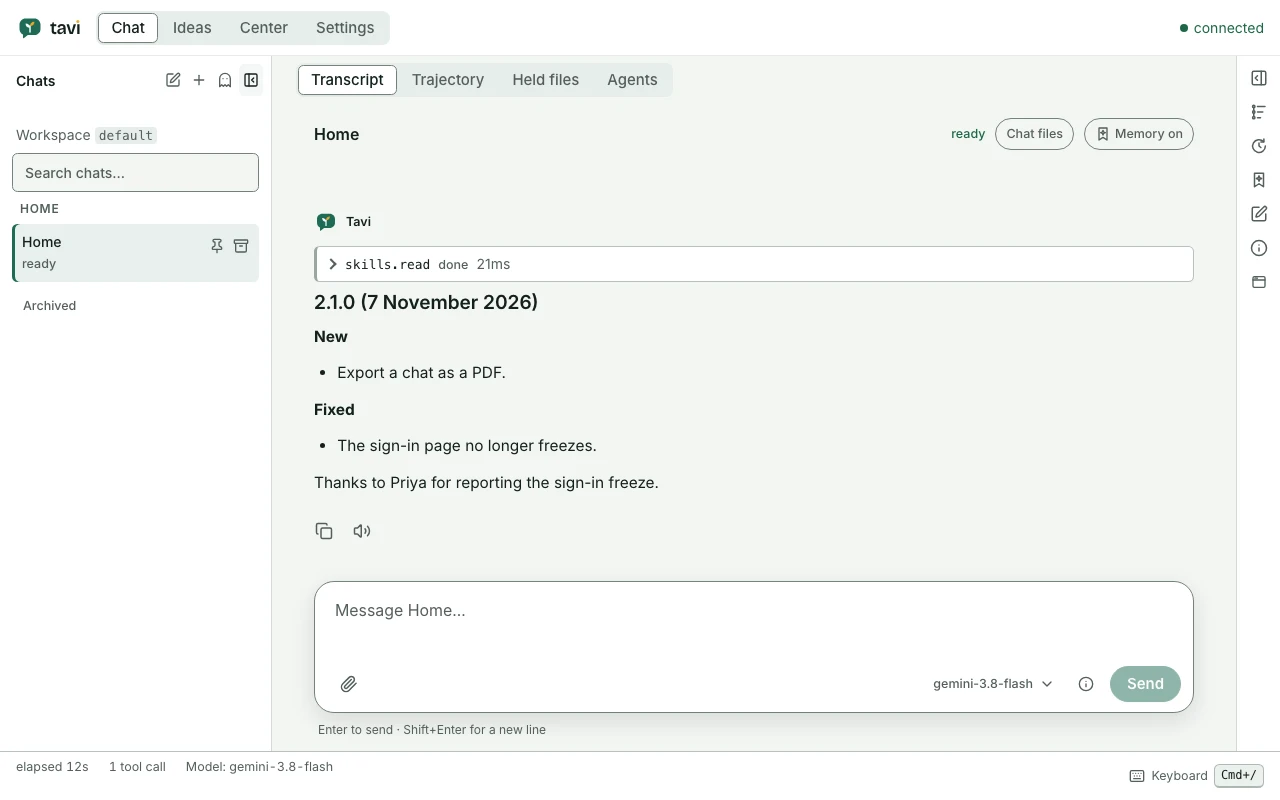 tavi
Chat Ideas Center Settings
connected
Chats
Workspace default
Search chats...
HOME
Home
ready
Archived
Transcript Trajectory Held files Agents
Home
ready Chat files Memory on
Tavi
skills.read done 21ms
2.1.0 (7 November 2026)
New
• Export a chat as a PDF.
Fixed
• The sign-in page no longer freezes.
Thanks to Priya for reporting the sign-in freeze.
Message Home...
gemini-3.8-flash Send
Enter to send · Shift+Enter for a new line
elapsed 12s 1 tool call Model: gemini-3.8-flash
Keyboard Cmd+/